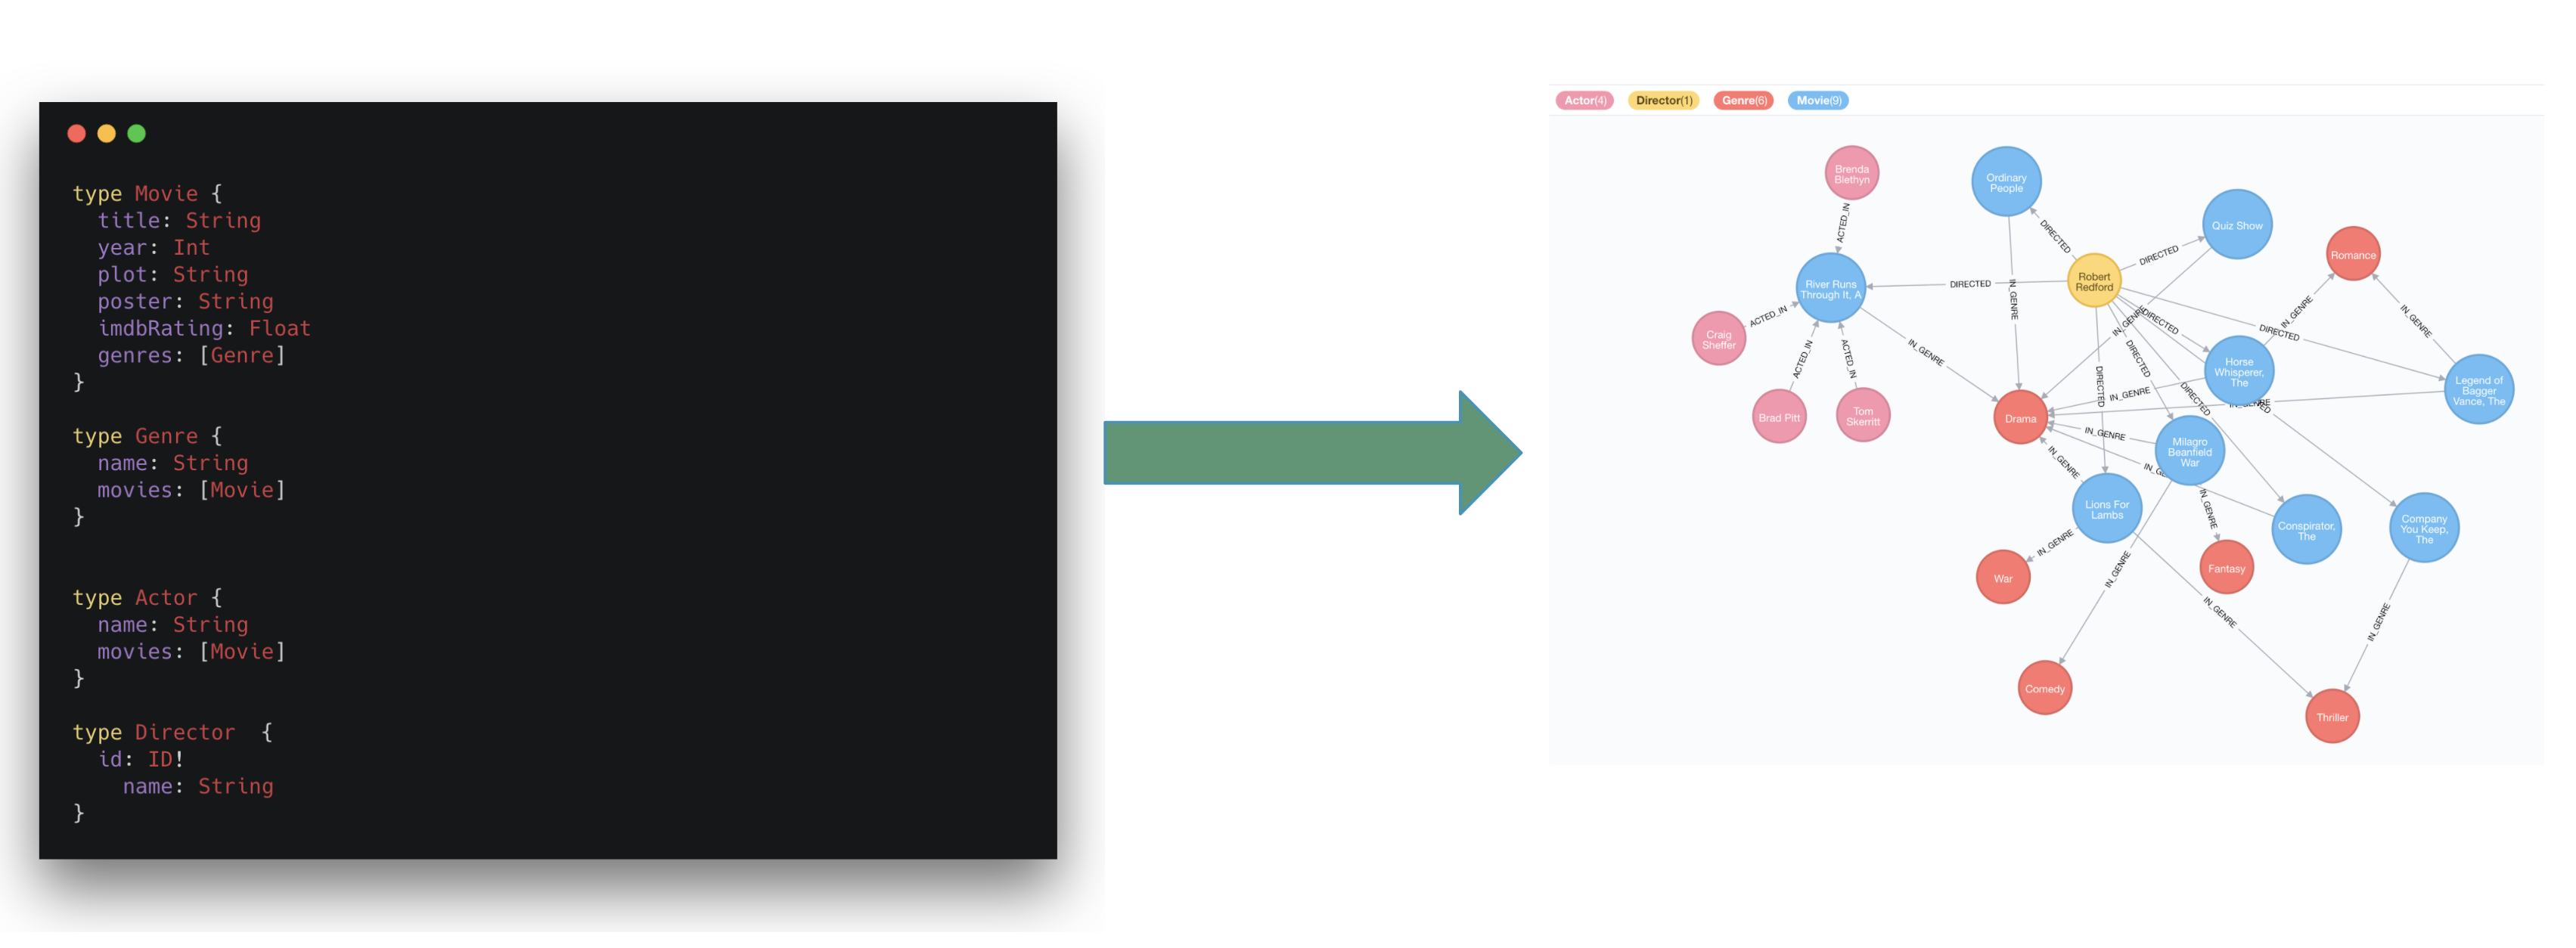 type Movie {
  title: String
  year: Int
  plot: String
  poster: String
  imdbRating: Float
  genres: [Genre]
}
type Genre {
  name: String
  movies: [Movie]
}
type Actor {
  name: String
  movies: [Movie]
}
type Director  {
  id: ID!
    name: String
}
Actor(4) Director(1) Genre(6) Movie(9)
Brenda
Blethyn
ACTED_IN
Ordinary
People
DIRECTED
Quiz Show
DIRECTED
Romance
River Runs
Through It, A
DIRECTED
IN_GENRE
Robert
Redford
Craig
Sheffer
ACTED_IN
ACTED_IN
ACTED_IN
IN_GENRE
IN_GENRE
DIRECTED
IN_GENRE
DIRECTED
IN_GENRE
Horse
Whisperer,
The
Legend of
Bagger
Vance, The
DIRECTED
DIRECTED
DIRECTED
IN_GENRE
Brad Pitt
Tom
Skerritt
Drama
IN_GENRE
Milagro
Beanfield
War
IN_GENRE
Lions For
Lambs
IN_GENRE
Conspirator,
The
Company
You Keep,
The
IN_GENRE
War
IN_GENRE
Fantasy
IN_GENRE
IN_GENRE
Comedy
Thriller